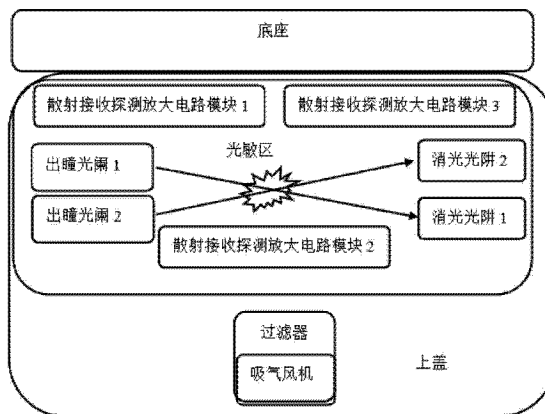 底座
散射接收探测放大电路模块 1
散射接收探测放大电路模块 3
光敏区
出瞳光阑 1
消光光阱 2
出瞳光阑 2
消光光阱 1
散射接收探测放大电路模块 2
过滤器
上盖
吸气风机